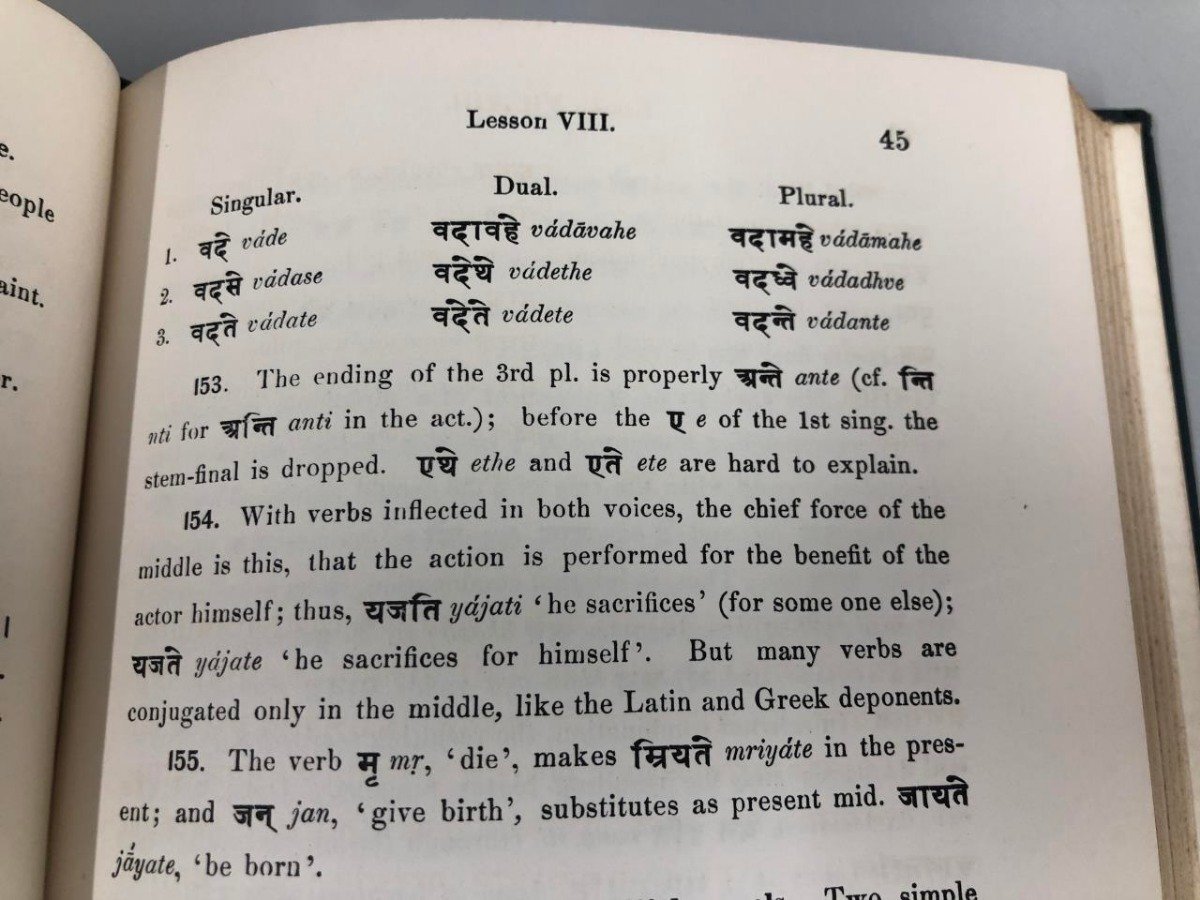 Lesson VIII.
45
Singular. Dual. Plural.
1. वदे váde वदावहे vádāvahe वदामहे vádāmahe
2. वदसे vádase वदेथे vádethe वदध्वे vádadhve
3. वदते vádate वदेते vádete वदन्ते vádante
153. The ending of the 3rd pl. is properly अन्ते ante (cf. न्ति
nti for अन्ति anti in the act.); before the ए e of the 1st sing. the
stem-final is dropped. एथे ethe and एते ete are hard to explain.
154. With verbs inflected in both voices, the chief force of the
middle is this, that the action is performed for the benefit of the
actor himself; thus, यजति yájati ‘he sacrifices’ (for some one else);
यजते yájate ‘he sacrifices for himself’. But many verbs are
conjugated only in the middle, like the Latin and Greek deponents.
155. The verb मृ mṛ, ‘die’, makes म्रियते mriyáte in the pres-
ent; and जन् jan, ‘give birth’, substitutes as present mid. जायते
jā́yate, ‘be born’.
Two simple
e.
eople
aint.
r.